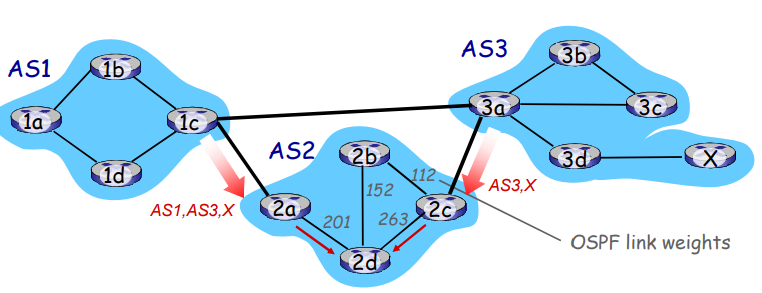 AS1
1b
1a
1c
1d
AS3
3b
3a
3c
3d
X
AS2
2b
112
152
2a
2c
201
263
2d
AS1,AS3,X
AS3,X
OSPF link weights